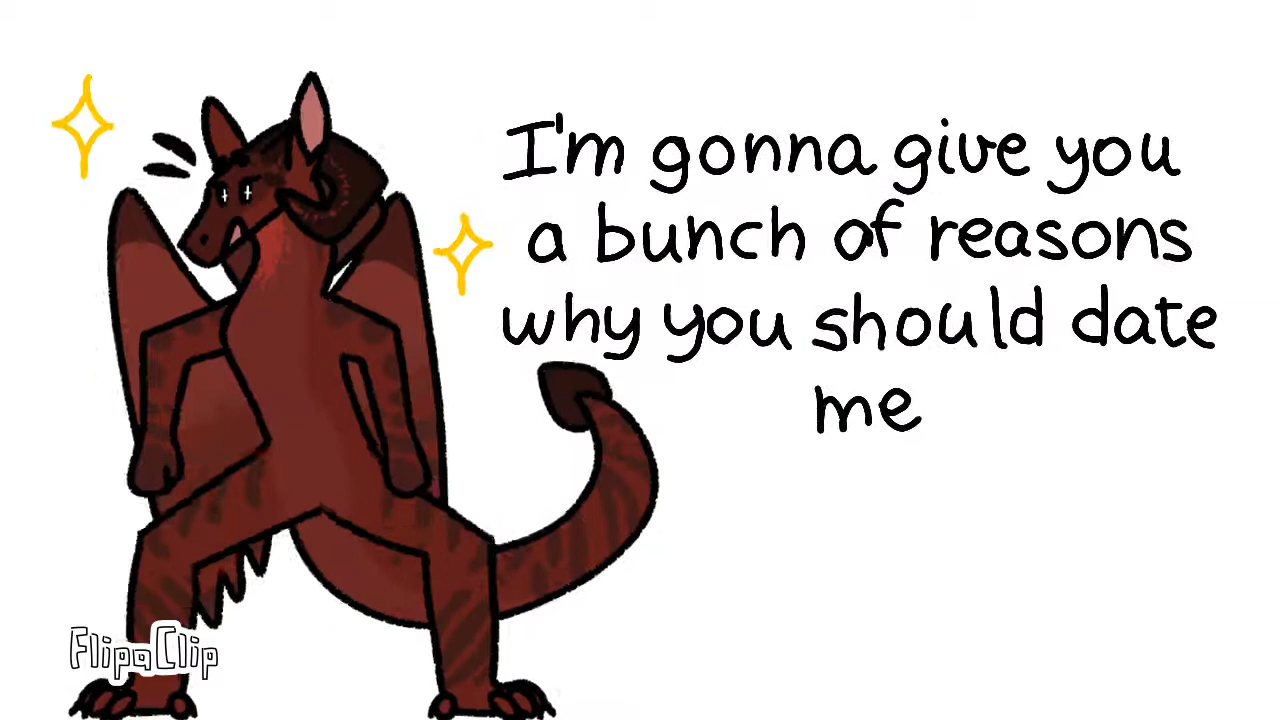 I'm gonna give you
a bunch of reasons
why you should date
me
FlipaClip